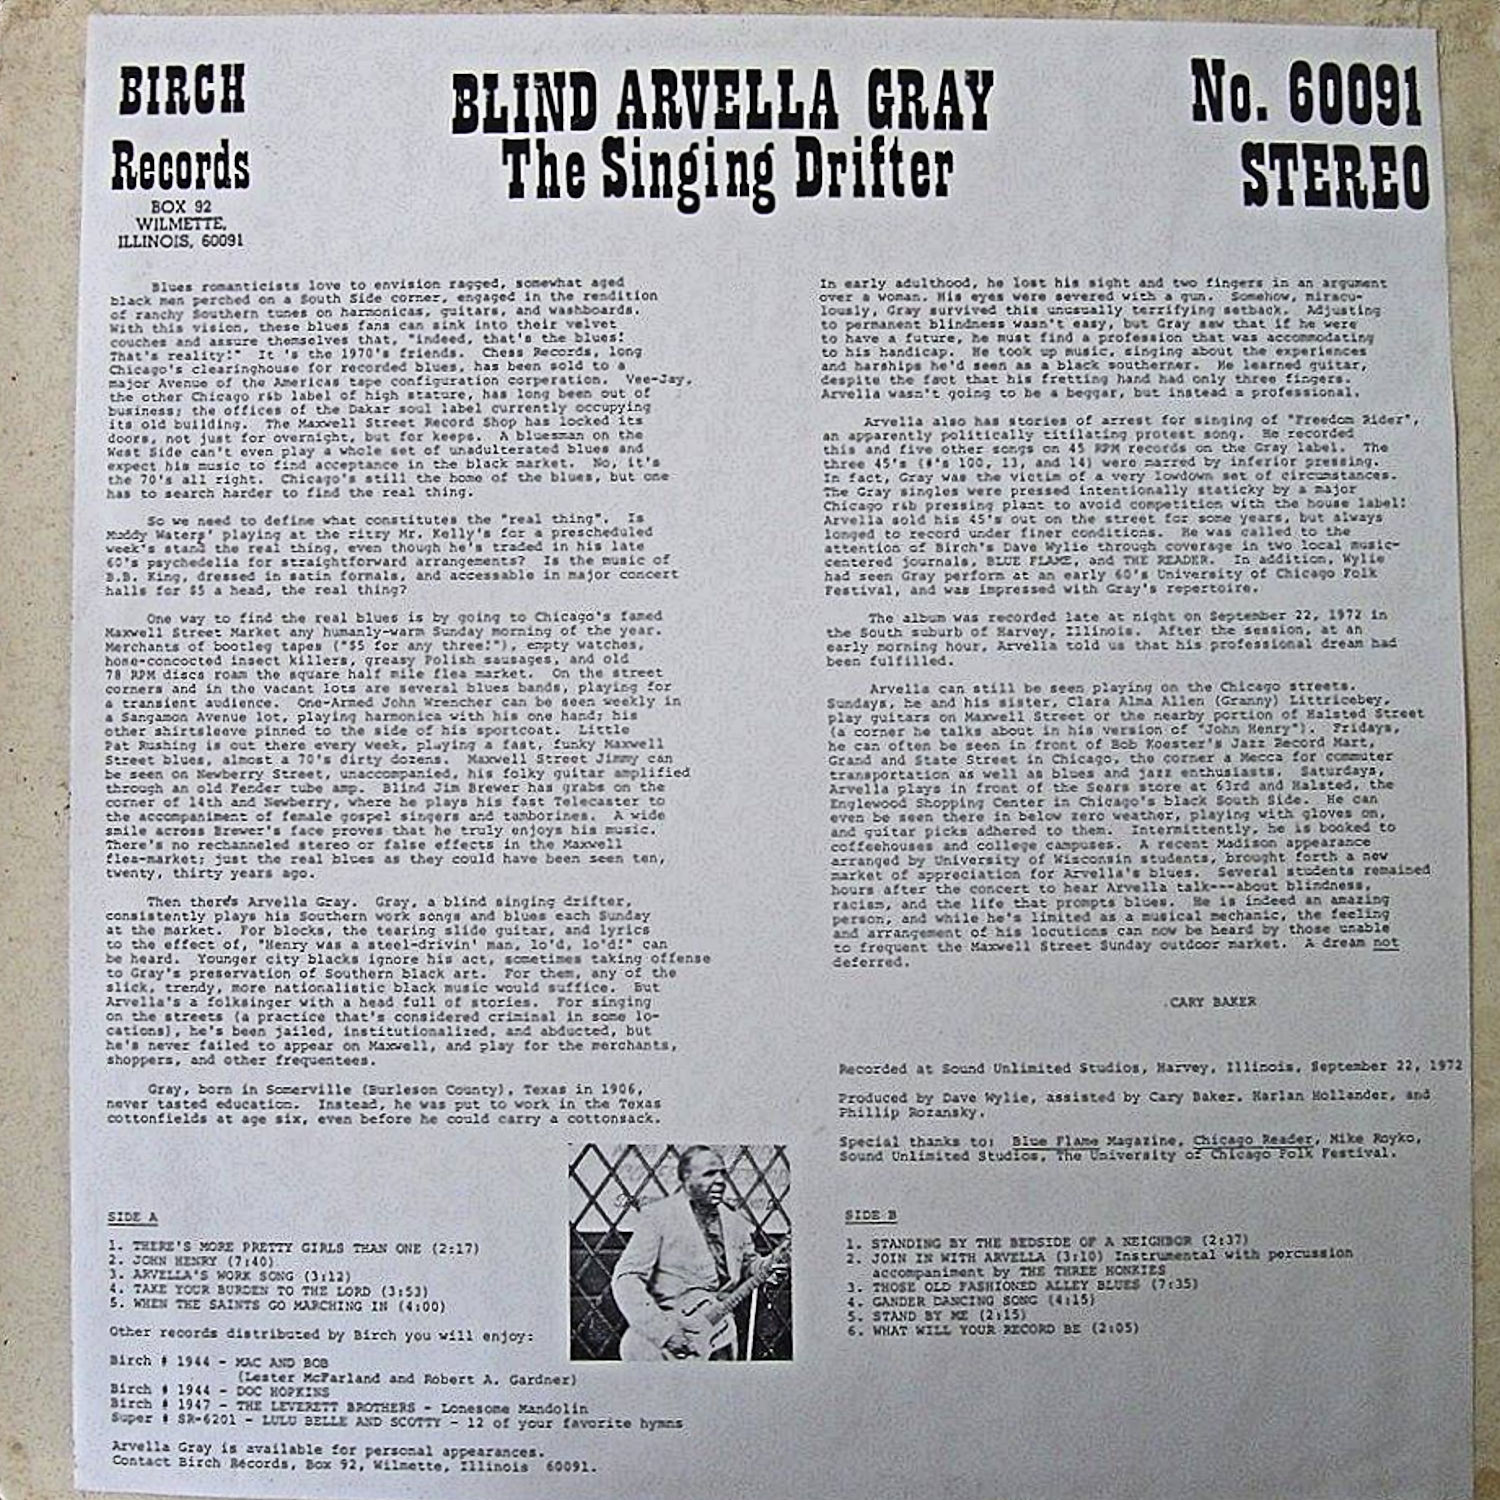 BIRCH
Records
BOX 92
WILMETTE,
ILLINOIS, 60091
BLIND ARVELLA GRAY
The Singing Drifter
No. 60091
STEREO
Blues romanticists love to envision ragged, somewhat aged
black men perched on a South Side corner, engaged in the rendition
of ranchy Southern tunes on harmonicas, guitars, and washboards.
With this vision, these blues fans can sink into their velvet
couches and assure themselves that, "indeed, that's the blues!
That's reality!" It 's the 1970's friends. Chess Records, long
Chicago's clearinghouse for recorded blues, has been sold to a
major Avenue of the Americas tape configuration corperation. Vee-Jay,
the other Chicago r&b label of high stature, has long been out of
business; the offices of the Dakar soul label currently occupying
its old building. The Maxwell Street Record Shop has locked its
doors, not just for overnight, but for keeps. A bluesman on the
West Side can't even play a whole set of unadulterated blues and
expect his music to find acceptance in the black market. No, it's
the 70's all right. Chicago's still the home of the blues, but one
has to search harder to find the real thing.
So we need to define what constitutes the "real thing". Is
Muddy Waters' playing at the ritzy Mr. Kelly's for a prescheduled
week's stand the real thing, even though he's traded in his late
60's psychedelia for straightforward arrangements? Is the music of
B.B. King, dressed in satin formals, and accessable in major concert
halls for $5 a head, the real thing?
One way to find the real blues is by going to Chicago's famed
Maxwell Street Market any humanly-warm Sunday morning of the year.
Merchants of bootleg tapes ("$5 for any three!"), empty watches,
home-concocted insect killers, greasy Polish sausages, and old
78 RPM discs roam the square half mile flea market. On the street
corners and in the vacant lots are several blues bands, playing for
a transient audience. One-Armed John Wrencher can be seen weekly in
a Sangamon Avenue lot, playing harmonica with his one hand; his
other shirtsleeve pinned to the side of his sportcoat. Little
Pat Rushing is out there every week, playing a fast, funky Maxwell
Street blues, almost a 70's dirty dozens. Maxwell Street Jimmy can
be seen on Newberry Street, unaccompanied, his folky guitar amplified
through an old Fender tube amp. Blind Jim Brewer has grabs on the
corner of 14th and Newberry, where he plays his fast Telecaster to
the accompaniment of female gospel singers and tamborines. A wide
smile across Brewer's face proves that he truly enjoys his music.
There's no rechanneled stereo or false effects in the Maxwell
flea-market; just the real blues as they could have been seen ten,
twenty, thirty years ago.
Then there's Arvella Gray. Gray, a blind singing drifter,
consistently plays his Southern work songs and blues each Sunday
at the market. For blocks, the tearing slide guitar, and lyrics
to the effect of, "Henry was a steel-drivin' man, lo'd, lo'd!" can
be heard. Younger city blacks ignore his act, sometimes taking offense
to Gray's preservation of Southern black art. For them, any of the
slick, trendy, more nationalistic black music would suffice. But
Arvella's a folksinger with a head full of stories. For singing
on the streets (a practice that's considered criminal in some lo-
cations), he's been jailed, institutionalized, and abducted, but
he's never failed to appear on Maxwell, and play for the merchants,
shoppers, and other frequentees.
Gray, born in Somerville (Burleson County), Texas in 1906,
never tasted education. Instead, he was put to work in the Texas
cottonfields at age six, even before he could carry a cottonsack.
In early adulthood, he lost his sight and two fingers in an argument
over a woman. His eyes were severed with a gun. Somehow, miracu-
lously, Gray survived this unusually terrifying setback. Adjusting
to permanent blindness wasn't easy, but Gray saw that if he were
to have a future, he must find a profession that was accommodating
to his handicap. He took up music, singing about the experiences
and harships he'd seen as a black southerner. He learned guitar,
despite the fact that his fretting hand had only three fingers.
Arvella wasn't going to be a beggar, but instead a professional.
Arvella also has stories of arrest for singing of "Freedom Rider",
an apparently politically titilating protest song. He recorded
this and five other songs on 45 RPM records on the Gray label. The
three 45's (#'s 100, 13, and 14) were marred by inferior pressing.
In fact, Gray was the victim of a very lowdown set of circumstances.
The Gray singles were pressed intentionally staticky by a major
Chicago r&b pressing plant to avoid competition with the house label!
Arvella sold his 45's out on the street for some years, but always
longed to record under finer conditions. He was called to the
attention of Birch's Dave Wylie through coverage in two local music-
centered journals, BLUE FLAME, and THE READER. In addition, Wylie
had seen Gray perform at an early 60's University of Chicago Folk
Festival, and was impressed with Gray's repertoire.
The album was recorded late at night on September 22, 1972 in
the South suburb of Harvey, Illinois. After the session, at an
early morning hour, Arvella told us that his professional dream had
been fulfilled.
Arvella can still be seen playing on the Chicago streets.
Sundays, he and his sister, Clara Alma Allen (Granny) Littricebey,
play guitars on Maxwell Street or the nearby portion of Halsted Street
(a corner he talks about in his version of "John Henry"). Fridays,
he can often be seen in front of Bob Koester's Jazz Record Mart,
Grand and State Street in Chicago, the corner a Mecca for commuter
transportation as well as blues and jazz enthusiasts. Saturdays,
Arvella plays in front of the Sears store at 63rd and Halsted, the
Englewood Shopping Center in Chicago's black South Side. He can
even be seen there in below zero weather, playing with gloves on,
and guitar picks adhered to them. Intermittently, he is booked to
coffeehouses and college campuses. A recent Madison appearance
arranged by University of Wisconsin students, brought forth a new
market of appreciation for Arvella's blues. Several students remained
hours after the concert to hear Arvella talk---about blindness,
racism, and the life that prompts blues. He is indeed an amazing
person, and while he's limited as a musical mechanic, the feeling
and arrangement of his locutions can now be heard by those unable
to frequent the Maxwell Street Sunday outdoor market. A dream not
deferred.
.CARY BAKER
Recorded at Sound Unlimited Studios, Harvey, Illinois, September 22, 1972
Produced by Dave Wylie, assisted by Cary Baker, Harlan Hollander, and
Phillip Rozansky.
Special thanks to: Blue Flame Magazine, Chicago Reader, Mike Royko,
Sound Unlimited Studios, The University of Chicago Folk Festival.
SIDE A
1. THERE'S MORE PRETTY GIRLS THAN ONE (2:17)
2. JOHN HENRY (7:40)
3. ARVELLA'S WORK SONG (3:12)
4. TAKE YOUR BURDEN TO THE LORD (3:53)
5. WHEN THE SAINTS GO MARCHING IN (4:00)
Other records distributed by Birch you will enjoy:
Birch # 1944 - MAC AND BOB
(Lester McFarland and Robert A. Gardner)
Birch # 1944 - DOC HOPKINS
Birch # 1947 - THE LEVERETT BROTHERS - Lonesome Mandolin
Super # SR-6201 - LULU BELLE AND SCOTTY - 12 of your favorite hymns
Arvella Gray is available for personal appearances.
Contact Birch Records, Box 92, Wilmette, Illinois 60091.
SIDE B
1. STANDING BY THE BEDSIDE OF A NEIGHBOR (2:37)
2. JOIN IN WITH ARVELLA (3:10) Instrumental with percussion
accompaniment by THE THREE HONKIES
3. THOSE OLD FASHIONED ALLEY BLUES (7:35)
4. GANDER DANCING SONG (4:15)
5. STAND BY ME (2:15)
6. WHAT WILL YOUR RECORD BE (2:05)